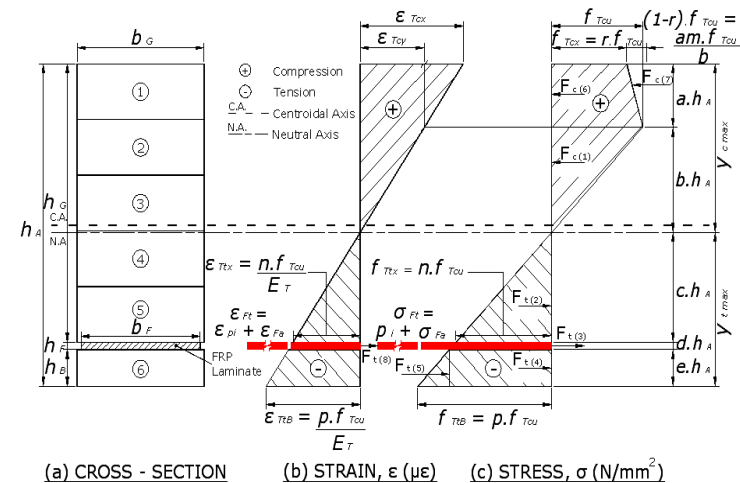 b G
ε Tcx
ε Tcy
f Tcu
(1-r).f Tcu =
f Tcx = r.f Tcu
am.f Tcu
b
⊕ Compression
⊖ Tension
C.A. Centroidal Axis
N.A. Neutral Axis
①
②
③
④
⑤
⑥
h A
h G
C.A.
N.A
h F
h B
b F
FRP
Laminate
+
F c(6)
F c(7)
+
F c(1)
a.h A
b.h A
y c max
ε Ttx = n.f Tcu
E T
f Ttx = n.f Tcu
ε Ft =
ε pi + ε Fa
σ Ft =
p i + σ Fa
F t(2)
F t(3)
F t(8)
F t(5)
F t(4)
c.h A
d.h A
e.h A
y t max
ε TtB = p.f Tcu
E T
f TtB = p.f Tcu
(a) CROSS - SECTION
(b) STRAIN, ε (με)
(c) STRESS, σ (N/mm²)